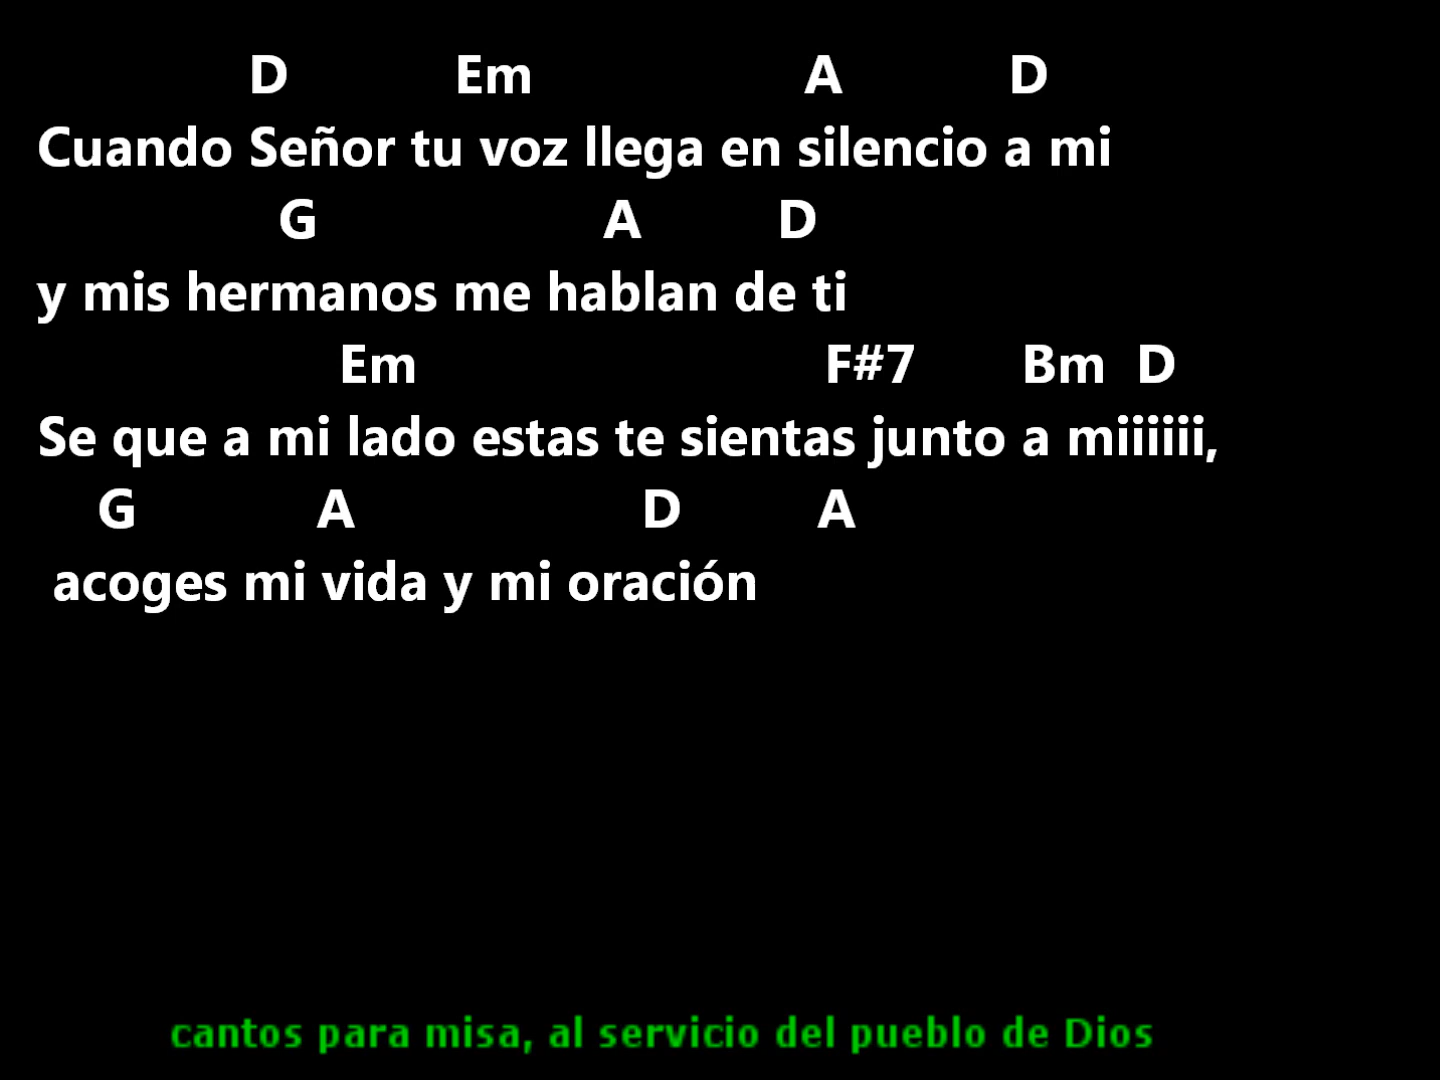 D Em A D
Cuando Señor tu voz llega en silencio a mi
G A D
y mis hermanos me hablan de ti
Em F#7 Bm D
Se que a mi lado estas te sientas junto a miiiiiii,
G A D A
acoges mi vida y mi oración
cantos para misa, al servicio del pueblo de Dios